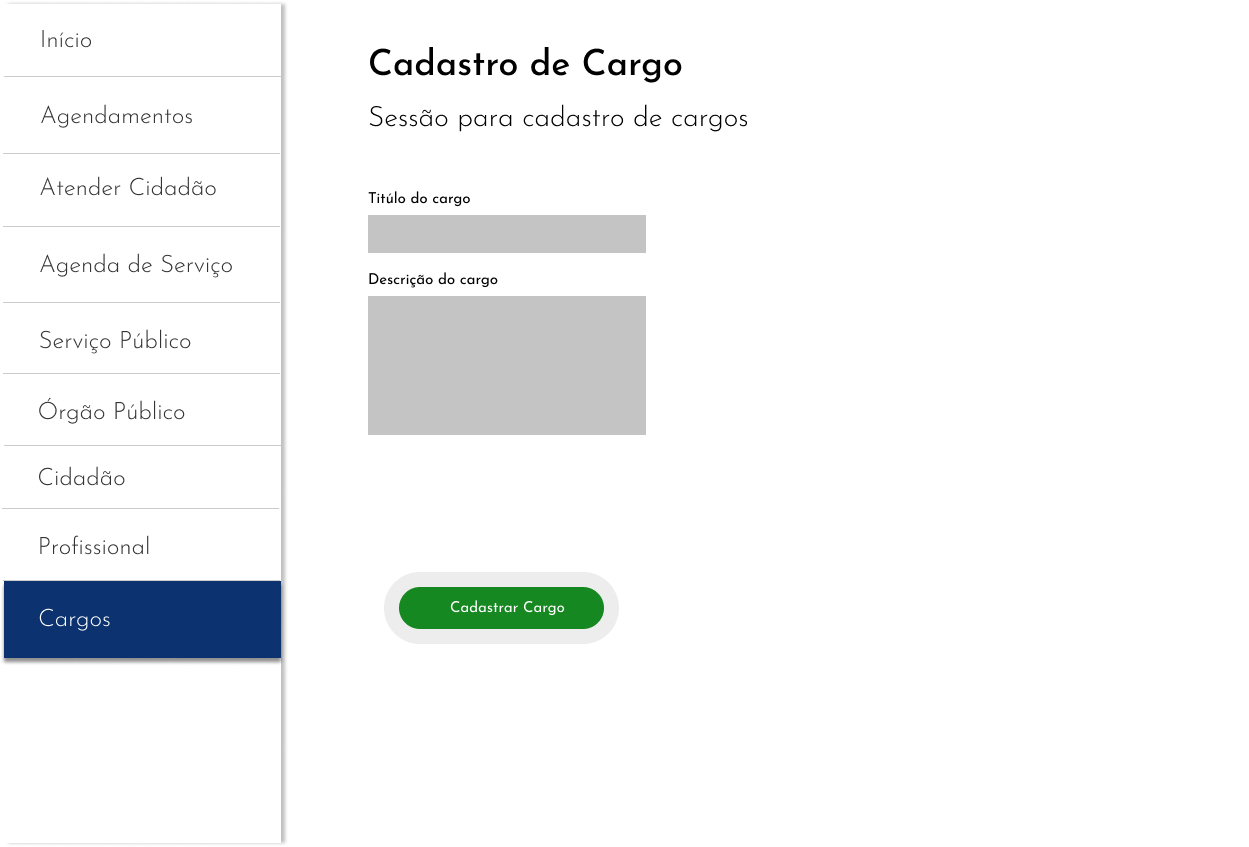 Início
Agendamentos
Atender Cidadão
Agenda de Serviço
Serviço Público
Órgão Público
Cidadão
Profissional
Cargos
Cadastro de Cargo
Sessão para cadastro de cargos
Titúlo do cargo
Descrição do cargo
Cadastrar Cargo